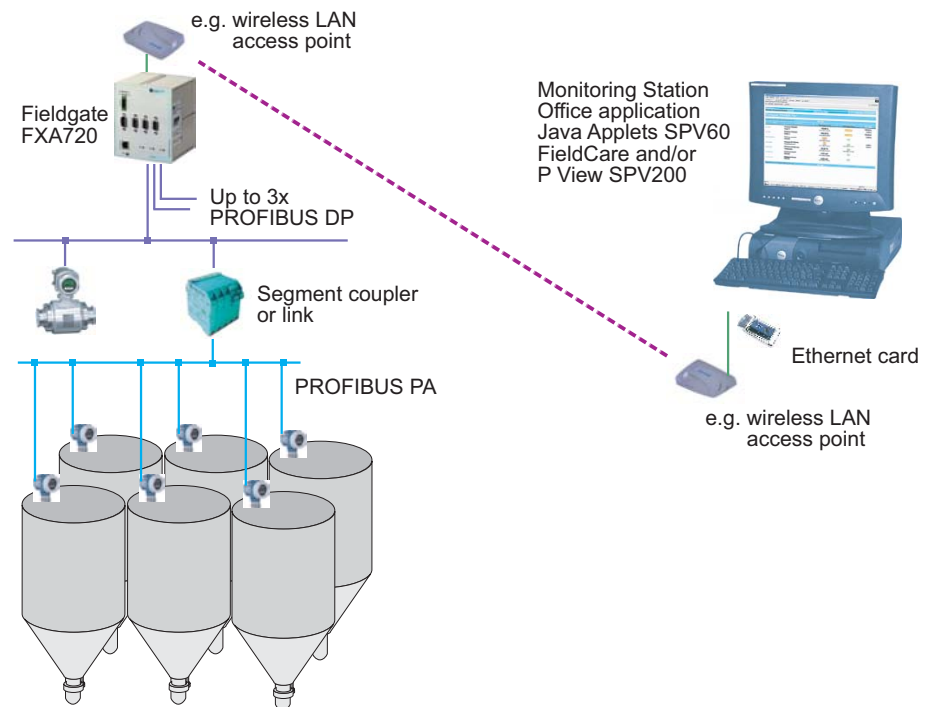 e.g. wireless LAN
access point
Fieldgate
FXA720
Up to 3x
PROFIBUS DP
Segment coupler
or link
PROFIBUS PA
Monitoring Station
Office application
Java Applets SPV60
FieldCare and/or
P View SPV200
Ethernet card
e.g. wireless LAN
access point